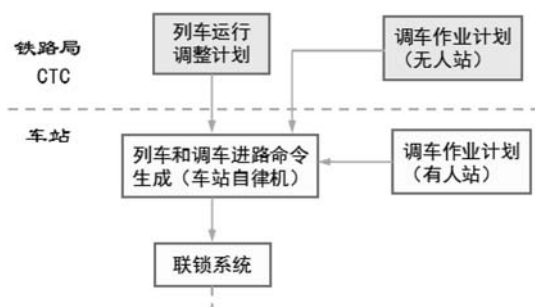 列车运行
调整计划
调车作业计划
（无人站）
铁路局
CTC
车站
列车和调车进路命令
生成（车站自律机）
调车作业计划
（有人站）
联锁系统